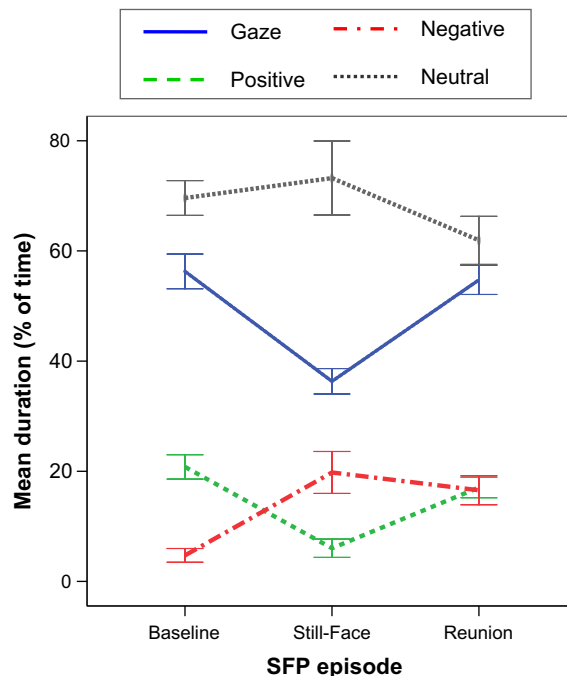 Gaze
Negative
Positive
Neutral
80
60
40
20
0
Mean duration (% of time)
Baseline
Still-Face
Reunion
SFP episode